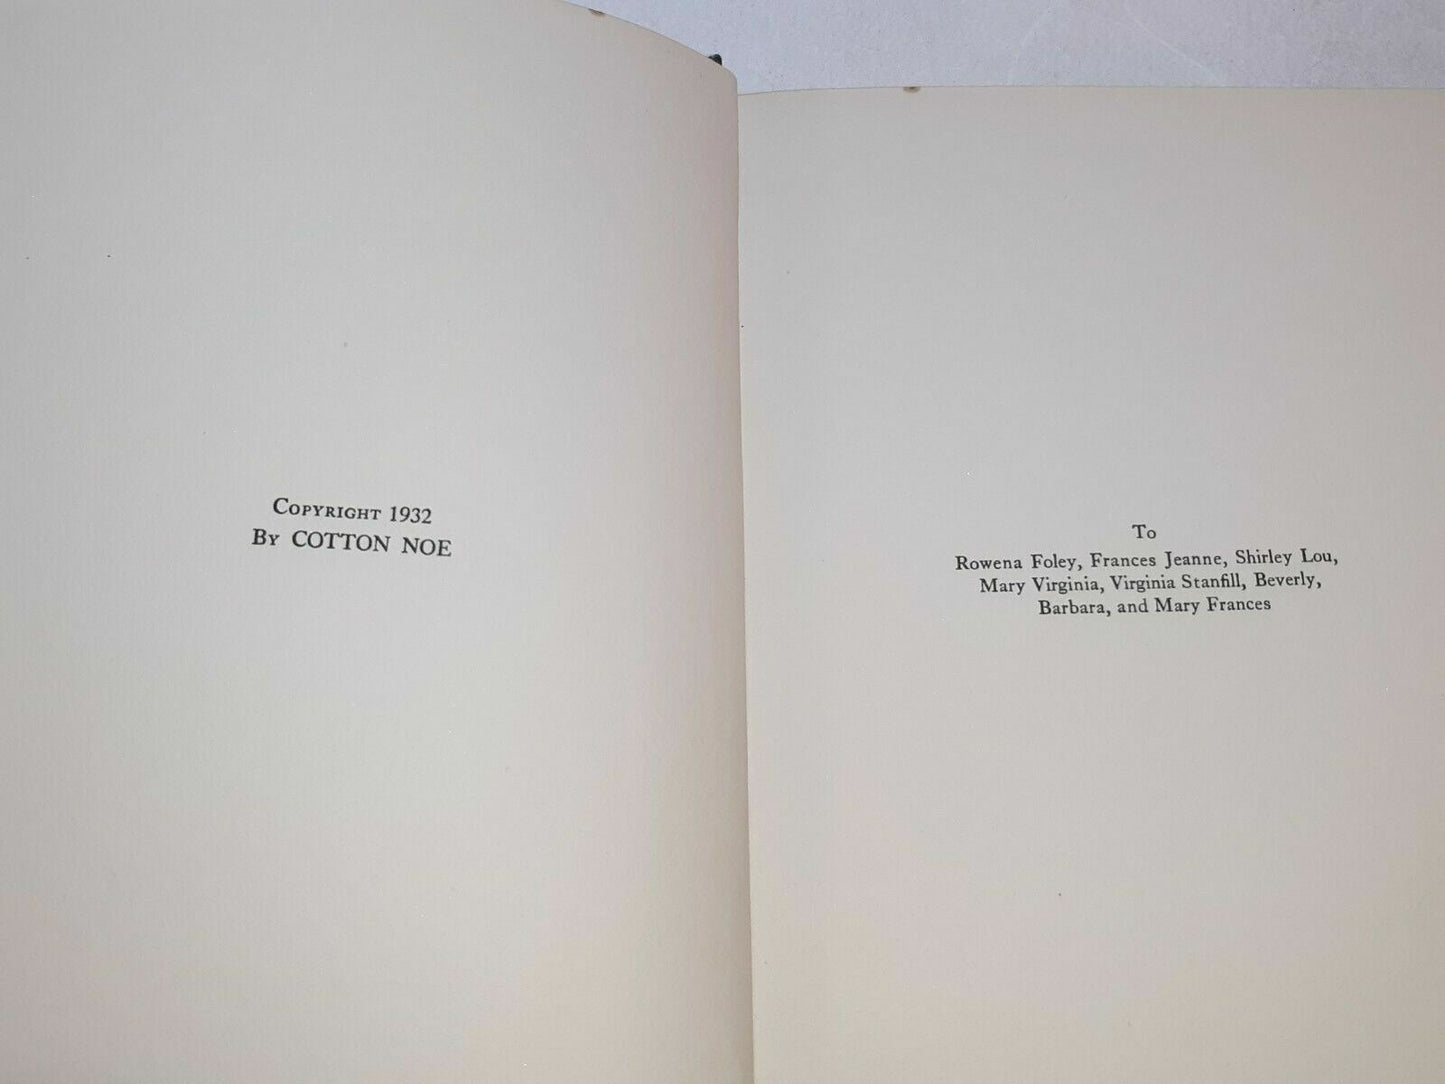 Copyright 1932
By COTTON NOE
To
Rowena Foley, Frances Jeanne, Shirley Lou,
Mary Virginia, Virginia Stanfill, Beverly,
Barbara, and Mary Frances